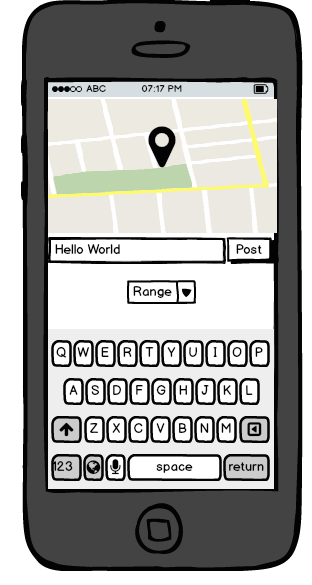 ABC 07:17 PM
Hello World Post
Range
Q W E R T Y U I O P
A S D F G H J K L
Z X C V B N M
123 space return